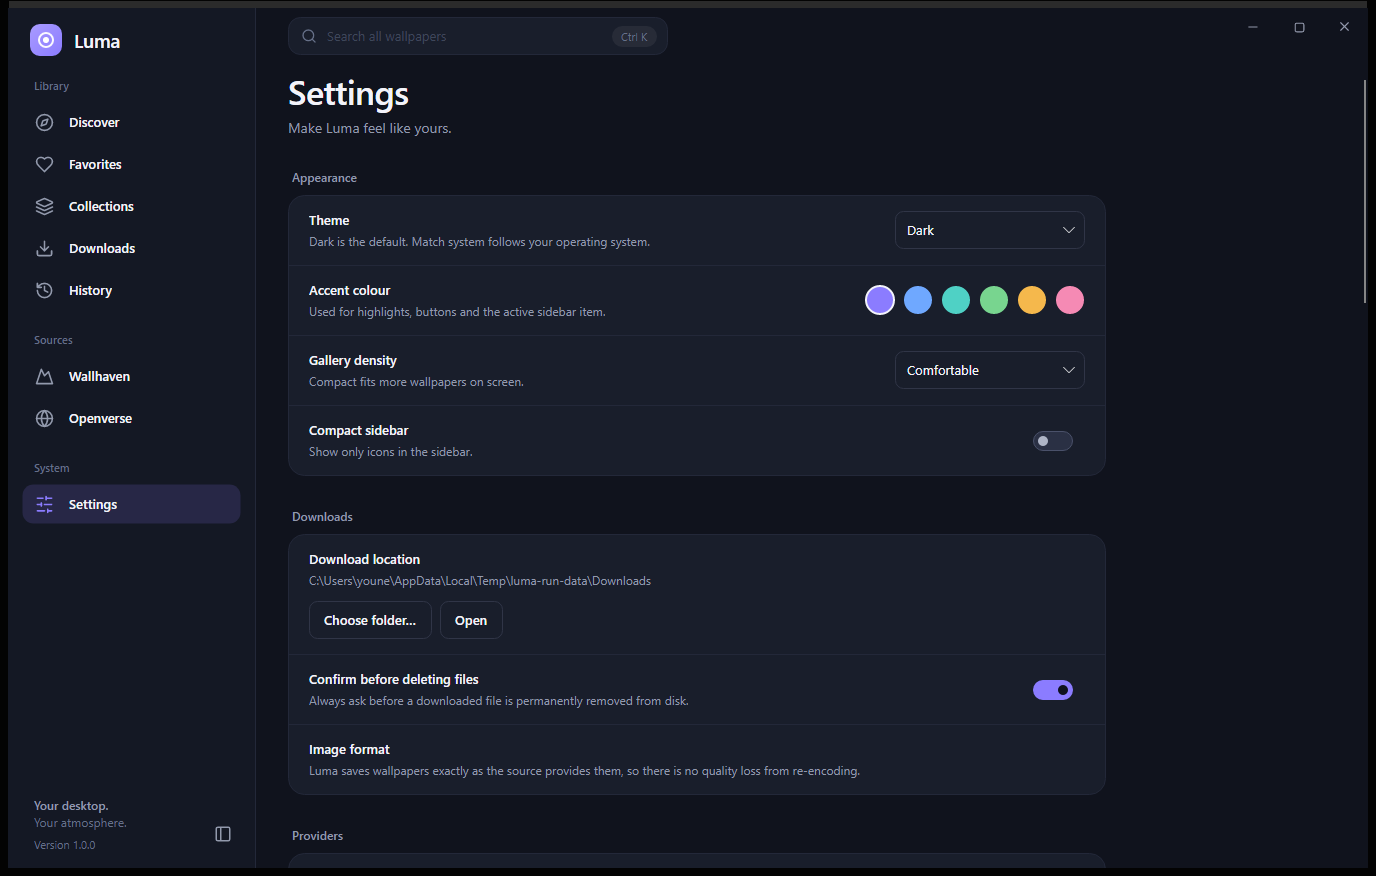 Luma
Library
Discover
Favorites
Collections
Downloads
History
Sources
Wallhaven
Openverse
System
Settings
Your desktop.
Your atmosphere.
Version 1.0.0
Search all wallpapers
Ctrl K
Settings
Make Luma feel like yours.
Appearance
Theme
Dark is the default. Match system follows your operating system.
Dark
Accent colour
Used for highlights, buttons and the active sidebar item.
Gallery density
Compact fits more wallpapers on screen.
Comfortable
Compact sidebar
Show only icons in the sidebar.
Downloads
Download location
C:\Users\youne\AppData\Local\Temp\luma-run-data\Downloads
Choose folder...
Open
Confirm before deleting files
Always ask before a downloaded file is permanently removed from disk.
Image format
Luma saves wallpapers exactly as the source provides them, so there is no quality loss from re-encoding.
Providers